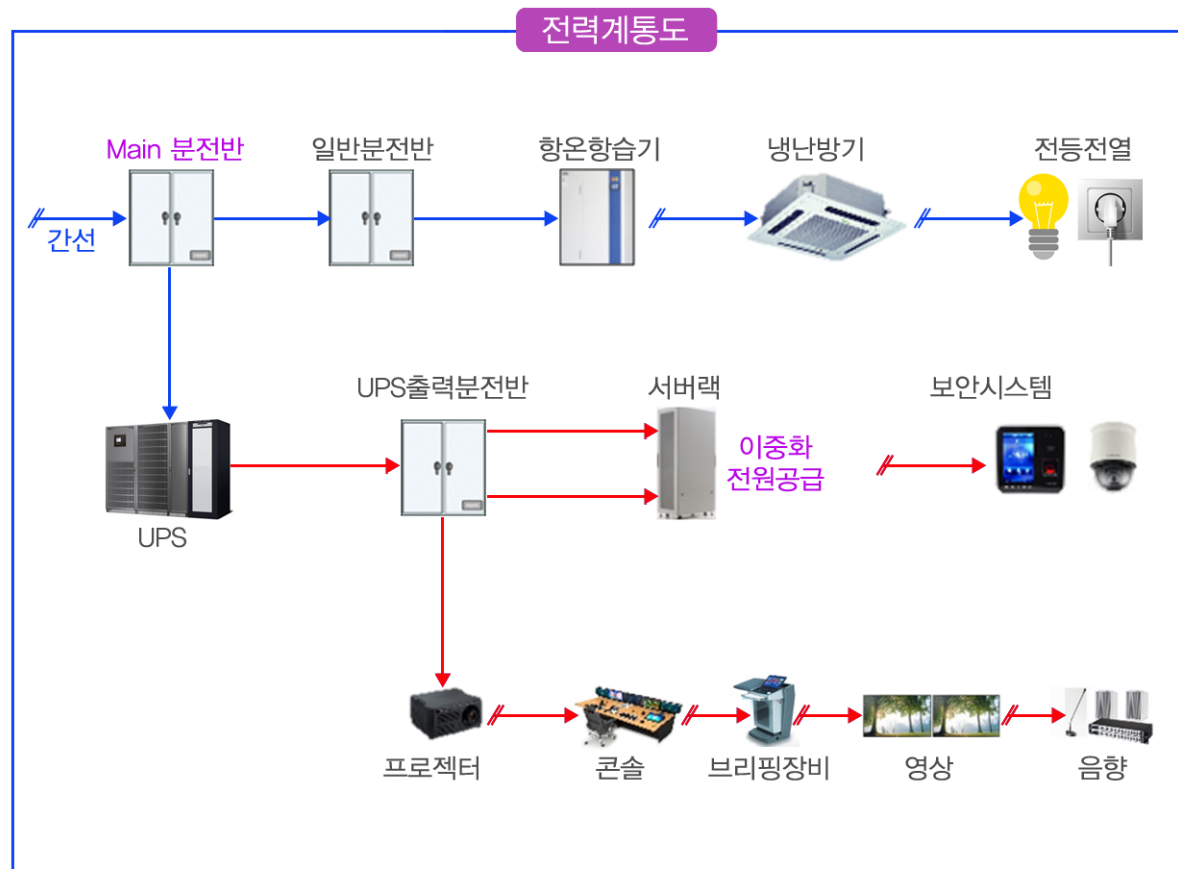 전력계통도
Main 분전반
일반분전반
항온항습기
냉난방기
전등전열
간선
UPS출력분전반
서버랙
보안시스템
이중화
전원공급
UPS
프로젝터
콘솔
브리핑장비
영상
음향